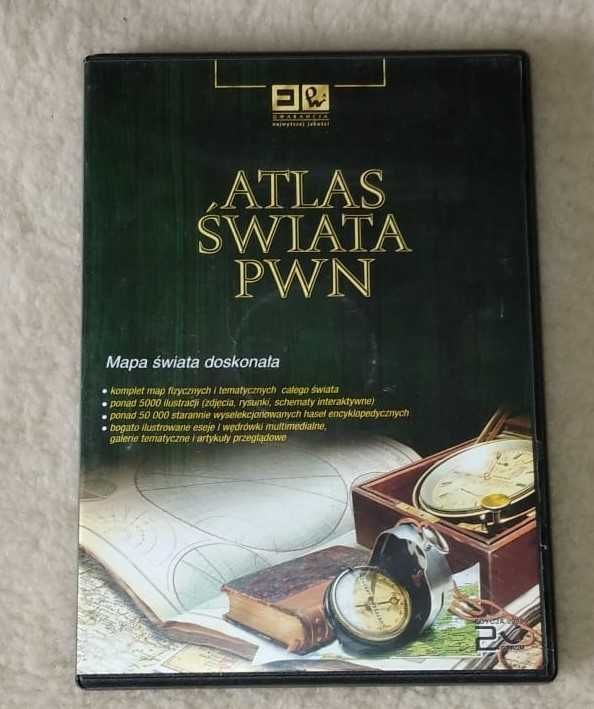 GWARANCJA
najwyższej jakości
ATLAS
ŚWIATA
PWN
Mapa świata doskonała
• komplet map fizycznych i tematycznych całego świata
• ponad 5000 ilustracji (zdjęcia, rysunki, schematy interaktywne)
• ponad 50 000 starannie wyselekcjonowanych haseł encyklopedycznych
• bogato ilustrowane eseje i wędrówki multimedialne,
galerie tematyczne i artykuły przeglądowe
EDYCJA
2